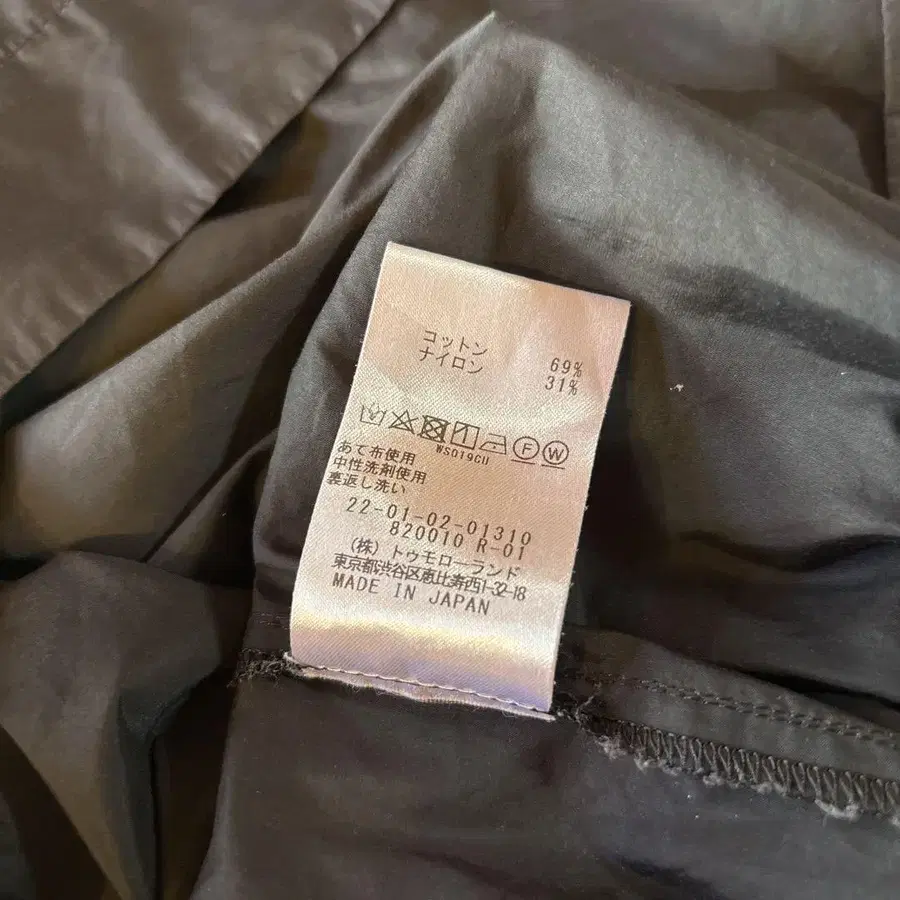 コットン 69%
ナイロン 31%
F W
WS019CU
あて布使用
中性洗剤使用
裏返し洗い
22-01-02-01310
820010 R-01
(株) トゥモローランド
東京都渋谷区恵比寿西1-32-18
MADE IN JAPAN